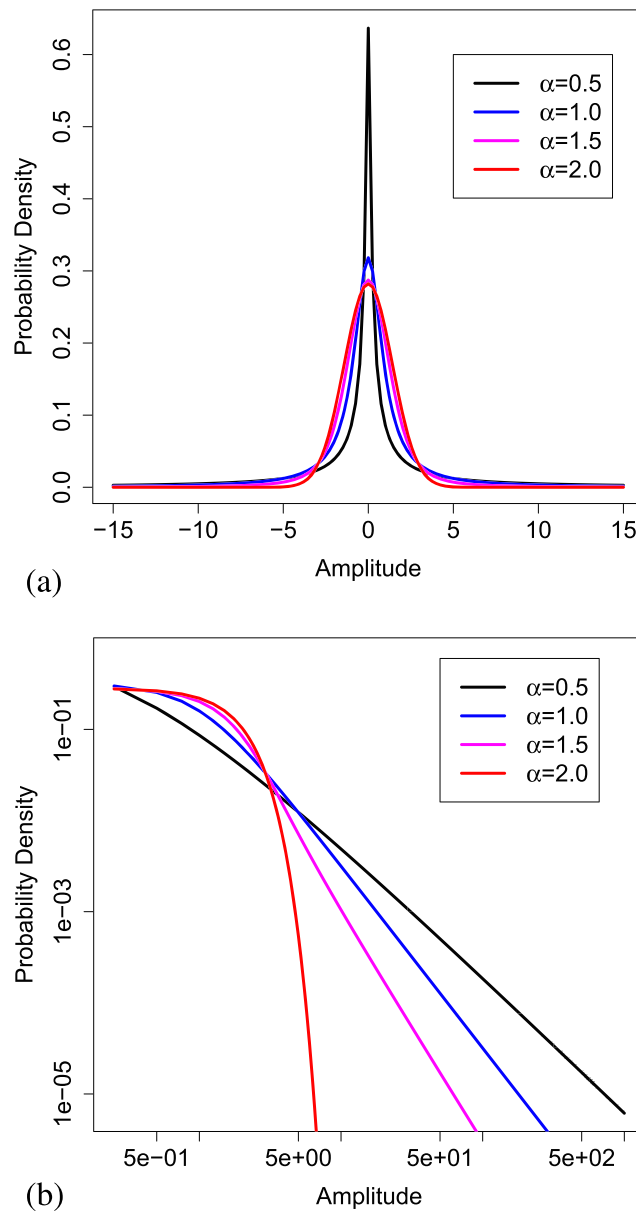 0.0 0.1 0.2 0.3 0.4 0.5 0.6
Probability Density
α=0.5
α=1.0
α=1.5
α=2.0
−15 −10 −5 0 5 10 15
Amplitude
(a)
1e−05 1e−03 1e−01
Probability Density
α=0.5
α=1.0
α=1.5
α=2.0
5e−01 5e+00 5e+01 5e+02
Amplitude
(b)